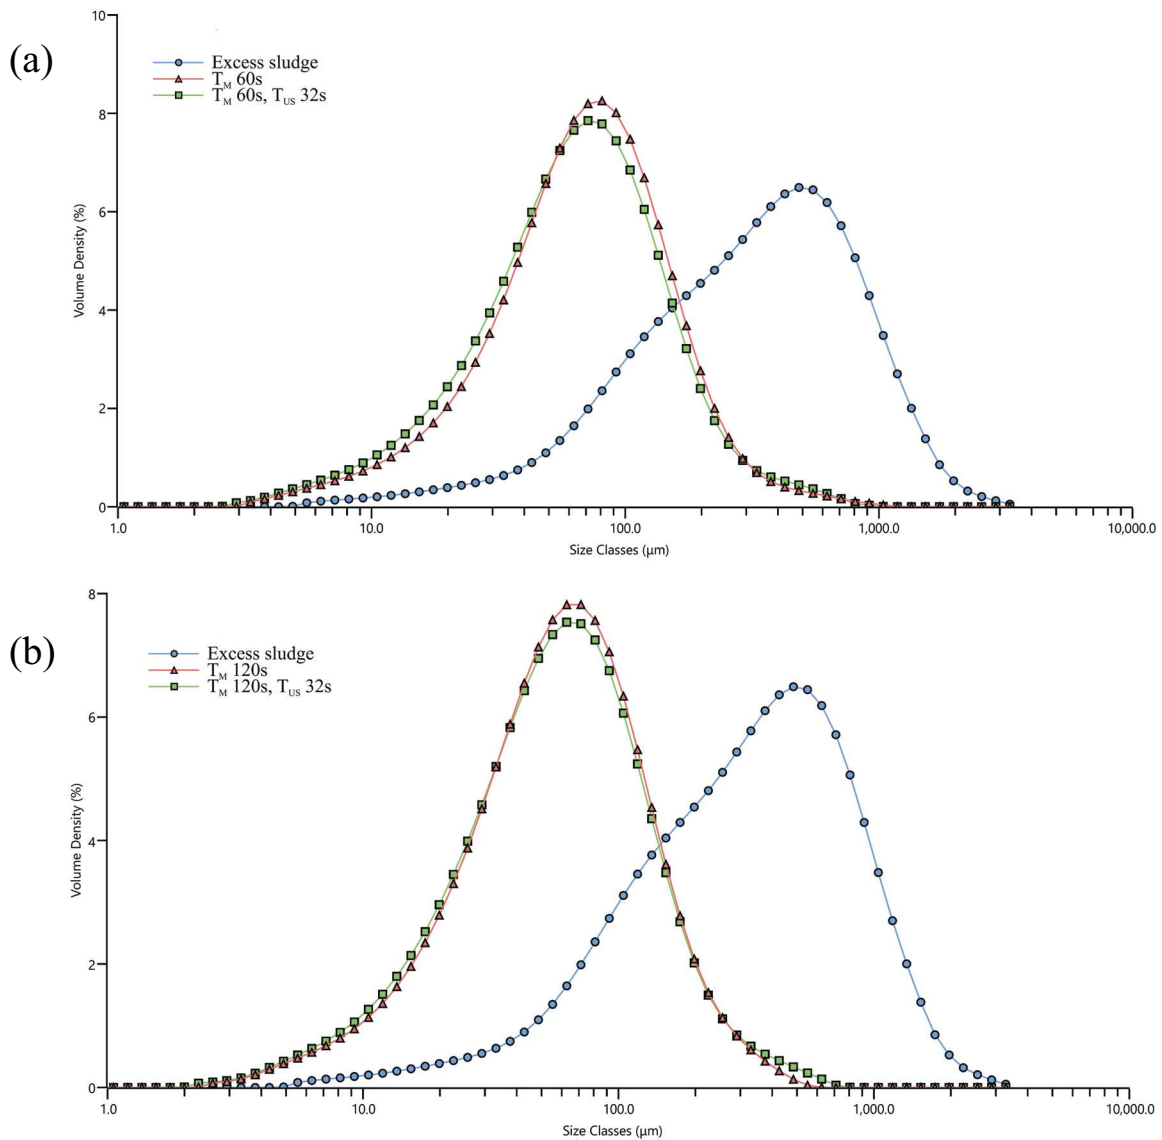 (a)
10
8
6
4
2
0
Volume Density (%)
Excess sludge
TM 60s
TM 60s, TUS 32s
1.0 10.0 100.0 1,000.0 10,000.0
Size Classes (µm)
(b)
8
6
4
2
0
Volume Density (%)
Excess sludge
TM 120s
TM 120s, TUS 32s
1.0 10.0 100.0 1,000.0 10,000.0
Size Classes (µm)